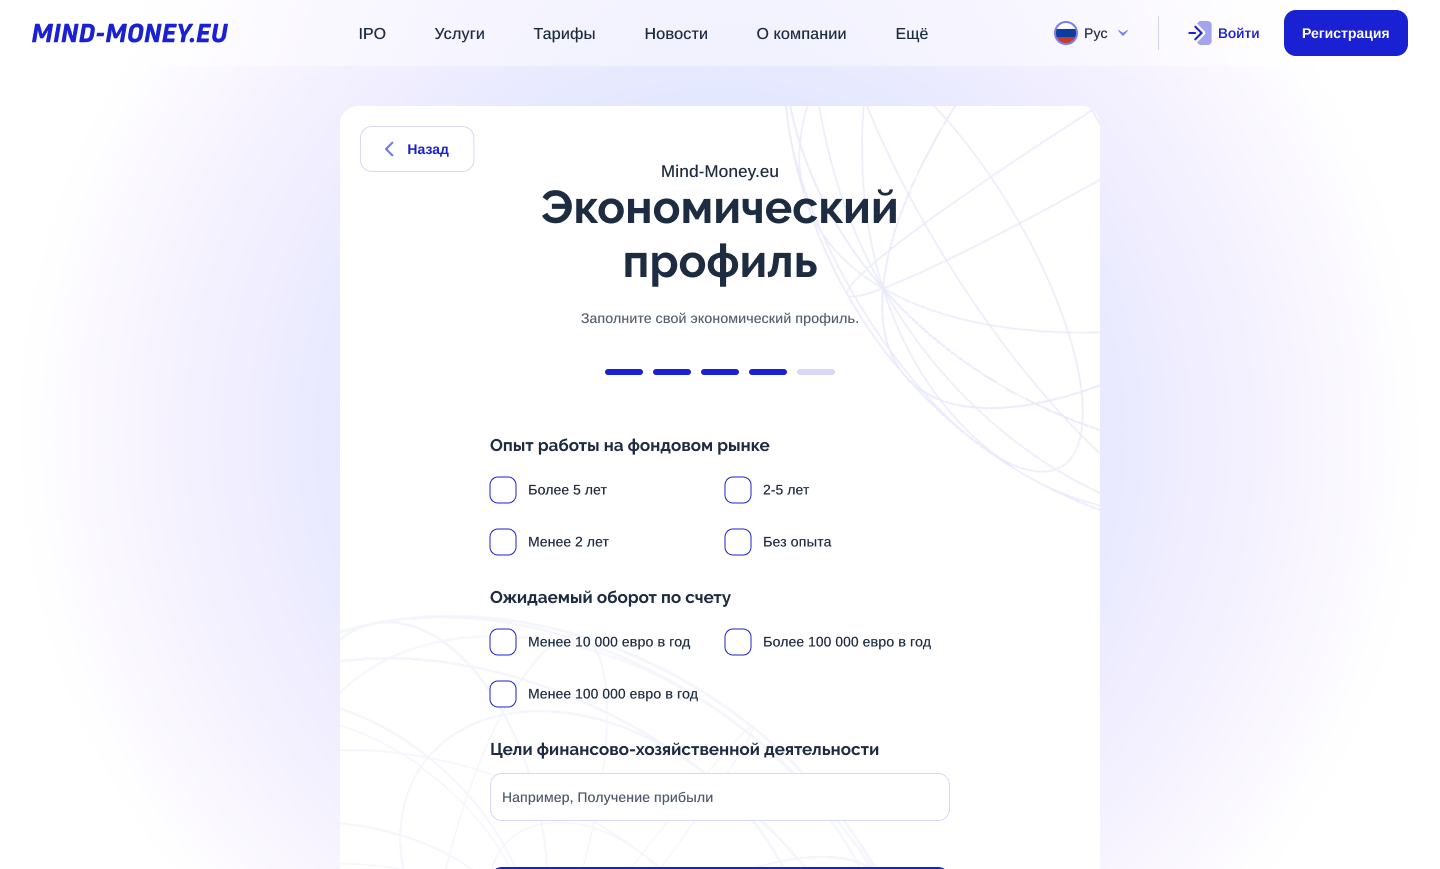 MIND-MONEY.EU
IPO
Услуги
Тарифы
Новости
О компании
Ещё
Рус
Войти
Регистрация
Назад
Mind-Money.eu
Экономический
профиль
Заполните свой экономический профиль.
Опыт работы на фондовом рынке
Более 5 лет
2-5 лет
Менее 2 лет
Без опыта
Ожидаемый оборот по счету
Менее 10 000 евро в год
Более 100 000 евро в год
Менее 100 000 евро в год
Цели финансово-хозяйственной деятельности
Например, Получение прибыли